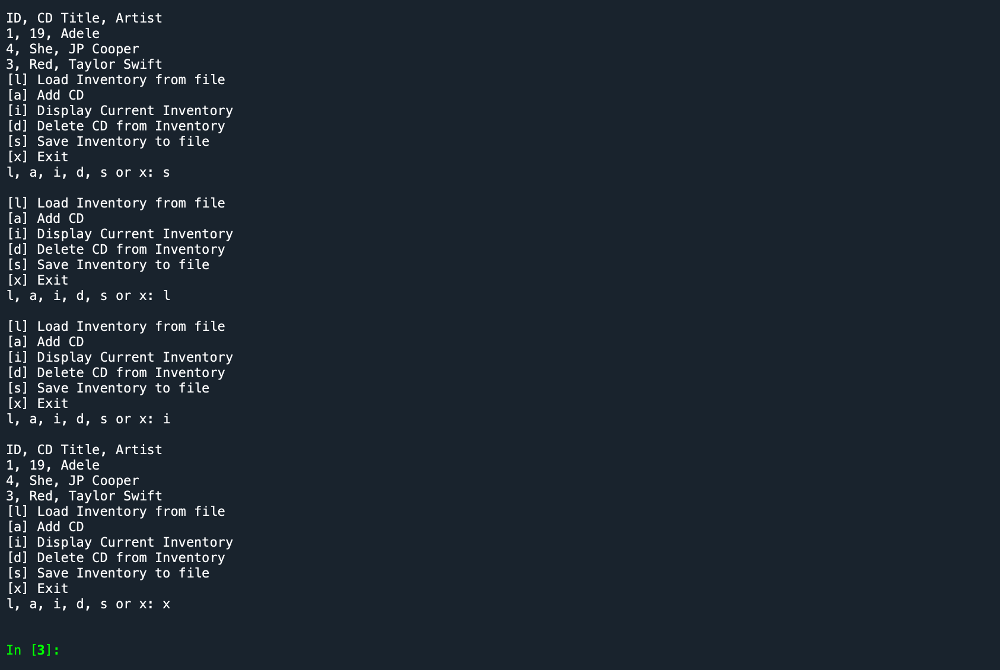 ID, CD Title, Artist
1, 19, Adele
4, She, JP Cooper
3, Red, Taylor Swift
[l] Load Inventory from file
[a] Add CD
[i] Display Current Inventory
[d] Delete CD from Inventory
[s] Save Inventory to file
[x] Exit
l, a, i, d, s or x: s
[l] Load Inventory from file
[a] Add CD
[i] Display Current Inventory
[d] Delete CD from Inventory
[s] Save Inventory to file
[x] Exit
l, a, i, d, s or x: l
[l] Load Inventory from file
[a] Add CD
[i] Display Current Inventory
[d] Delete CD from Inventory
[s] Save Inventory to file
[x] Exit
l, a, i, d, s or x: i
ID, CD Title, Artist
1, 19, Adele
4, She, JP Cooper
3, Red, Taylor Swift
[l] Load Inventory from file
[a] Add CD
[i] Display Current Inventory
[d] Delete CD from Inventory
[s] Save Inventory to file
[x] Exit
l, a, i, d, s or x: x
In [3]: